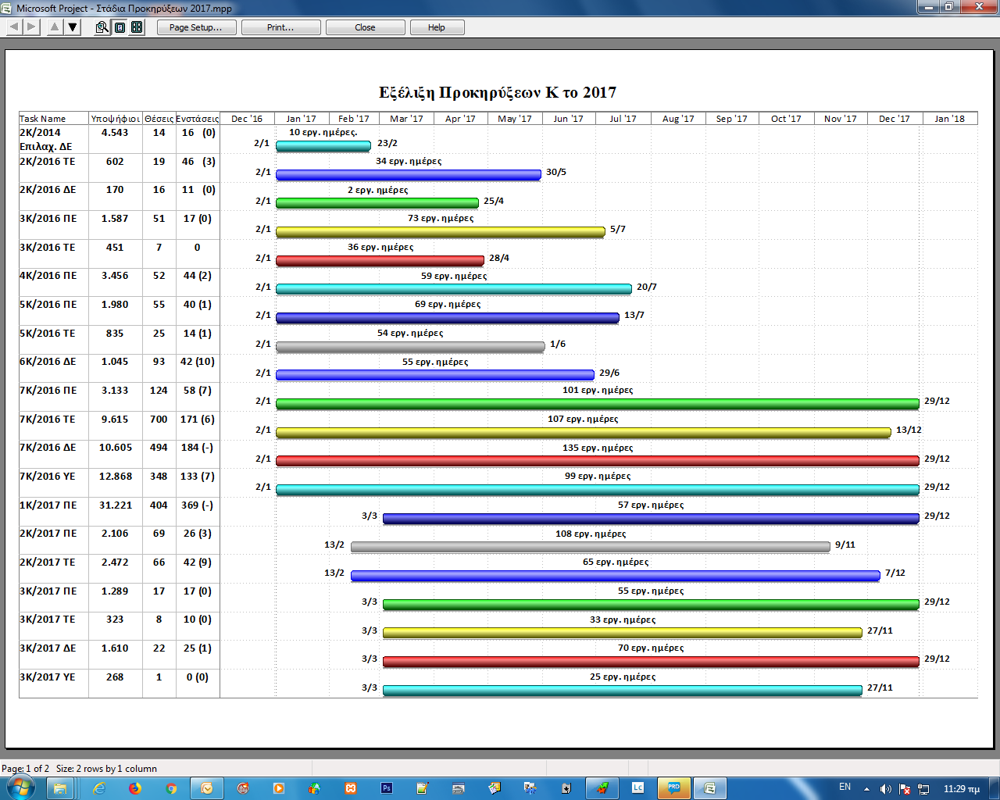 Microsoft Project - Στάδια Προκηρύξεων 2017.mpp
Page Setup... Print... Close Help
Εξέλιξη Προκηρύξεων Κ το 2017
Task Name Υποψήφιοι Θέσεις Ενστάσεις Dec '16 Jan '17 Feb '17 Mar '17 Apr '17 May '17 Jun '17 Jul '17 Aug '17 Sep '17 Oct '17 Nov '17 Dec '17 Jan '18
2Κ/2014 Επιλαχ. ΔΕ 4.543 14 16 (0) 2/1 10 εργ. ημέρες. 23/2
2Κ/2016 ΤΕ 602 19 46 (3) 2/1 34 εργ. ημέρες 30/5
2Κ/2016 ΔΕ 170 16 11 (0) 2/1 2 εργ. ημέρες 25/4
3Κ/2016 ΠΕ 1.587 51 17 (0) 2/1 73 εργ. ημέρες 5/7
3Κ/2016 ΤΕ 451 7 0 2/1 36 εργ. ημέρες 28/4
4Κ/2016 ΠΕ 3.456 52 44 (2) 2/1 59 εργ. ημέρες 20/7
5Κ/2016 ΠΕ 1.980 55 40 (1) 2/1 69 εργ. ημέρες 13/7
5Κ/2016 ΤΕ 835 25 14 (1) 2/1 54 εργ. ημέρες 1/6
6Κ/2016 ΔΕ 1.045 93 42 (10) 2/1 55 εργ. ημέρες 29/6
7Κ/2016 ΠΕ 3.133 124 58 (7) 2/1 101 εργ. ημέρες 29/12
7Κ/2016 ΤΕ 9.615 700 171 (6) 2/1 107 εργ. ημέρες 13/12
7Κ/2016 ΔΕ 10.605 494 184 (-) 2/1 135 εργ. ημέρες 29/12
7Κ/2016 ΥΕ 12.868 348 133 (7) 2/1 99 εργ. ημέρες 29/12
1Κ/2017 ΠΕ 31.221 404 369 (-) 3/3 57 εργ. ημέρες 29/12
2Κ/2017 ΠΕ 2.106 69 26 (3) 13/2 108 εργ. ημέρες 9/11
2Κ/2017 ΤΕ 2.472 66 42 (9) 13/2 65 εργ. ημέρες 7/12
3Κ/2017 ΠΕ 1.289 17 17 (0) 3/3 55 εργ. ημέρες 29/12
3Κ/2017 ΤΕ 323 8 10 (0) 3/3 33 εργ. ημέρες 27/11
3Κ/2017 ΔΕ 1.610 22 25 (1) 3/3 70 εργ. ημέρες 29/12
3Κ/2017 ΥΕ 268 1 0 (0) 3/3 25 εργ. ημέρες 27/11
Page: 1 of 2 Size: 2 rows by 1 column
Ps LC PRO EN 11:29 πμ